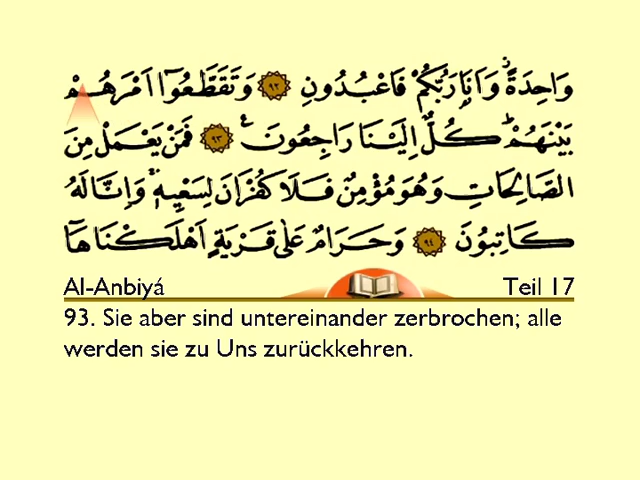 وَاحِدَةً وَاَنَا۬ رَبُّكُمْ فَاعْبُدُونِ ﴿٩٢﴾ وَتَقَطَّعُٓوا اَمْرَهُمْ
بَيْنَهُمْۜ كُلٌّ اِلَيْنَا رَاجِعُونَ۟ ﴿٩٣﴾ فَمَنْ يَعْمَلْ مِنَ
الصَّالِحَاتِ وَهُوَ مُؤْمِنٌ فَلَا كُفْرَانَ لِسَعْيِه۪ۚ وَاِنَّا لَهُ
كَاتِبُونَ ﴿٩٤﴾ وَحَرَامٌ عَلٰى قَرْيَةٍ اَهْلَكْنَاهَٓا
Al-Anbiyá Teil 17
93. Sie aber sind untereinander zerbrochen; alle
werden sie zu Uns zurückkehren.